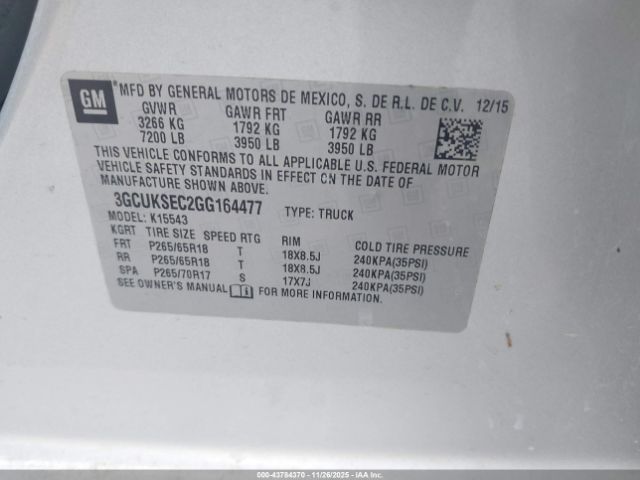 GM
MFD BY GENERAL MOTORS DE MEXICO, S. DE R.L. DE C.V. 12/15
GVWR GAWR FRT GAWR RR
3266 KG 1792 KG 1792 KG
7200 LB 3950 LB 3950 LB
THIS VEHICLE CONFORMS TO ALL APPLICABLE U.S. FEDERAL MOTOR
VEHICLE SAFETY STANDARDS IN EFFECT ON THE DATE OF
MANUFACTURE SHOWN ABOVE.
3GCUKSEC2GG164477 TYPE: TRUCK
MODEL: K15543
KGRT TIRE SIZE SPEED RTG RIM COLD TIRE PRESSURE
FRT P265/65R18 T 18X8.5J 240KPA(35PSI)
RR P265/65R18 T 18X8.5J 240KPA(35PSI)
SPA P265/70R17 S 17X7J 240KPA(35PSI)
SEE OWNER'S MANUAL FOR MORE INFORMATION.
000-43784370 | 11/26/2025 - IAA Inc.